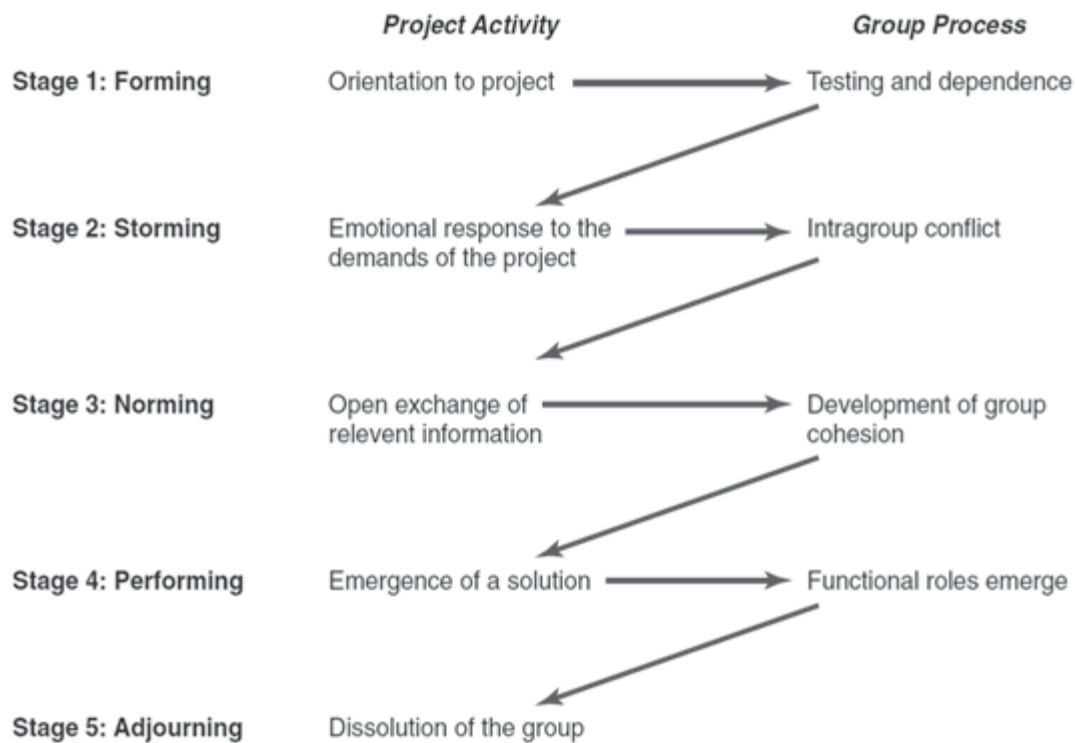 Project Activity Group Process
Stage 1: Forming Orientation to project Testing and dependence
Stage 2: Storming Emotional response to the Intragroup conflict
demands of the project
Stage 3: Norming Open exchange of Development of group
relevent information cohesion
Stage 4: Performing Emergence of a solution Functional roles emerge
Stage 5: Adjourning Dissolution of the group